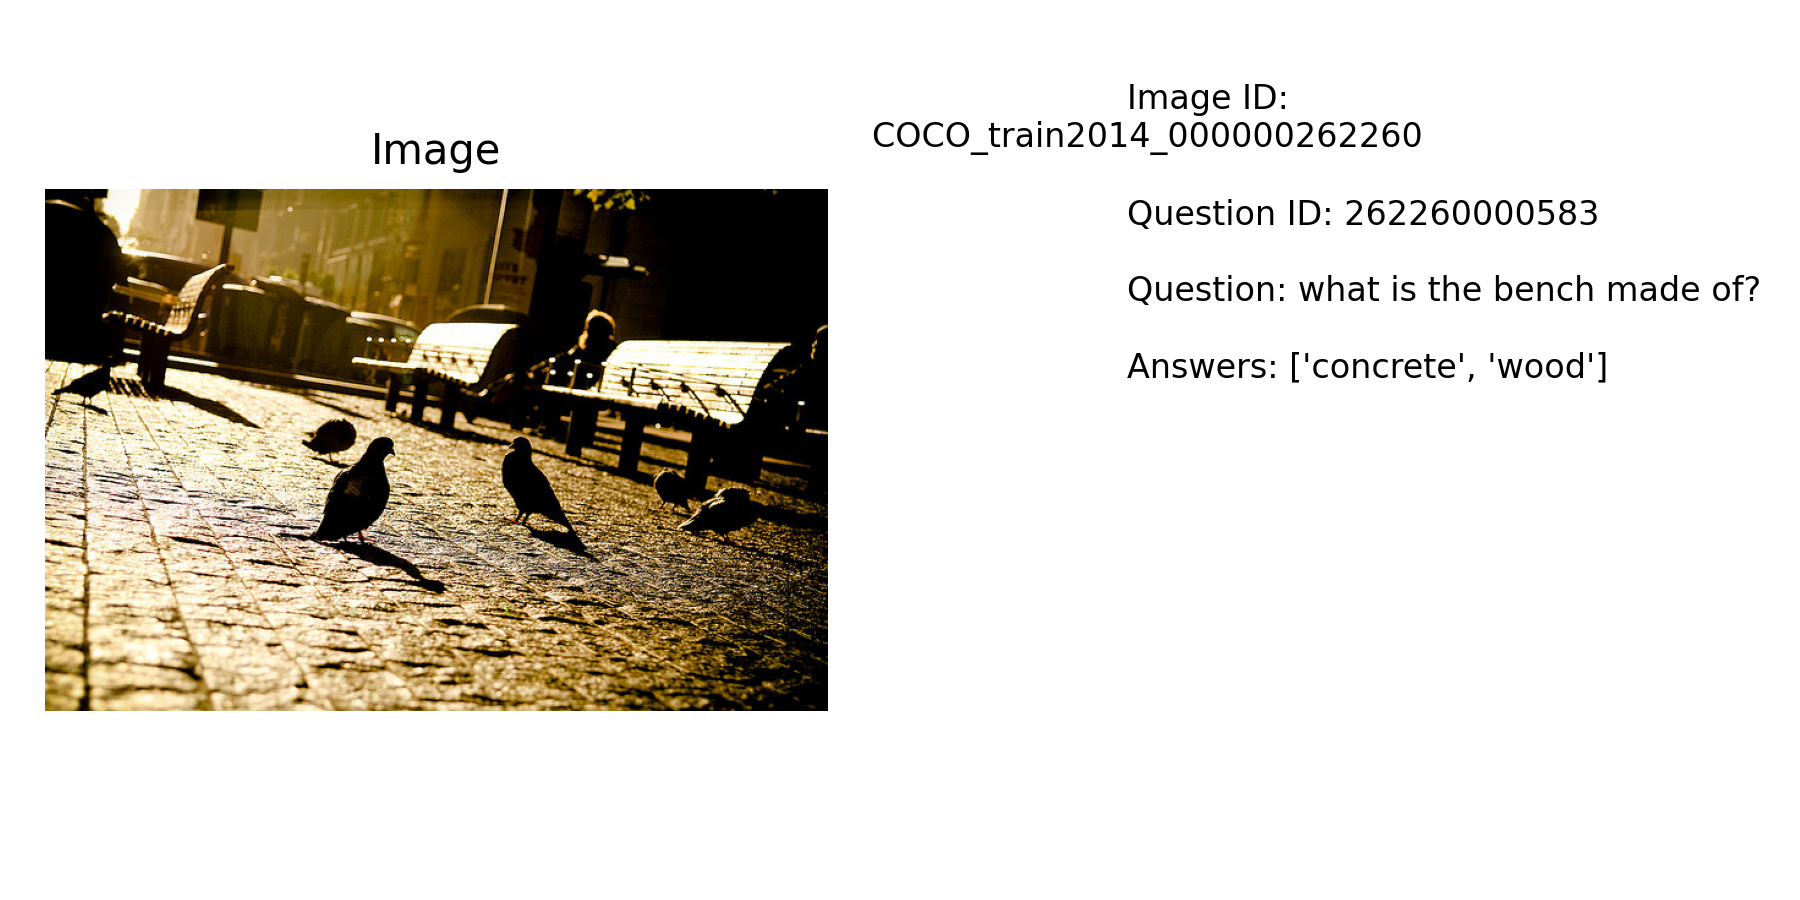 Image
Image ID:
COCO_train2014_000000262260
Question ID: 262260000583
Question: what is the bench made of?
Answers: ['concrete', 'wood']